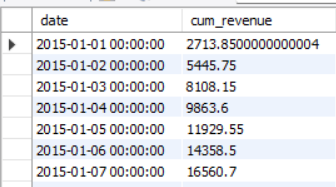 date cum_revenue
2015-01-01 00:00:00 2713.8500000000004
2015-01-02 00:00:00 5445.75
2015-01-03 00:00:00 8108.15
2015-01-04 00:00:00 9863.6
2015-01-05 00:00:00 11929.55
2015-01-06 00:00:00 14358.5
2015-01-07 00:00:00 16560.7